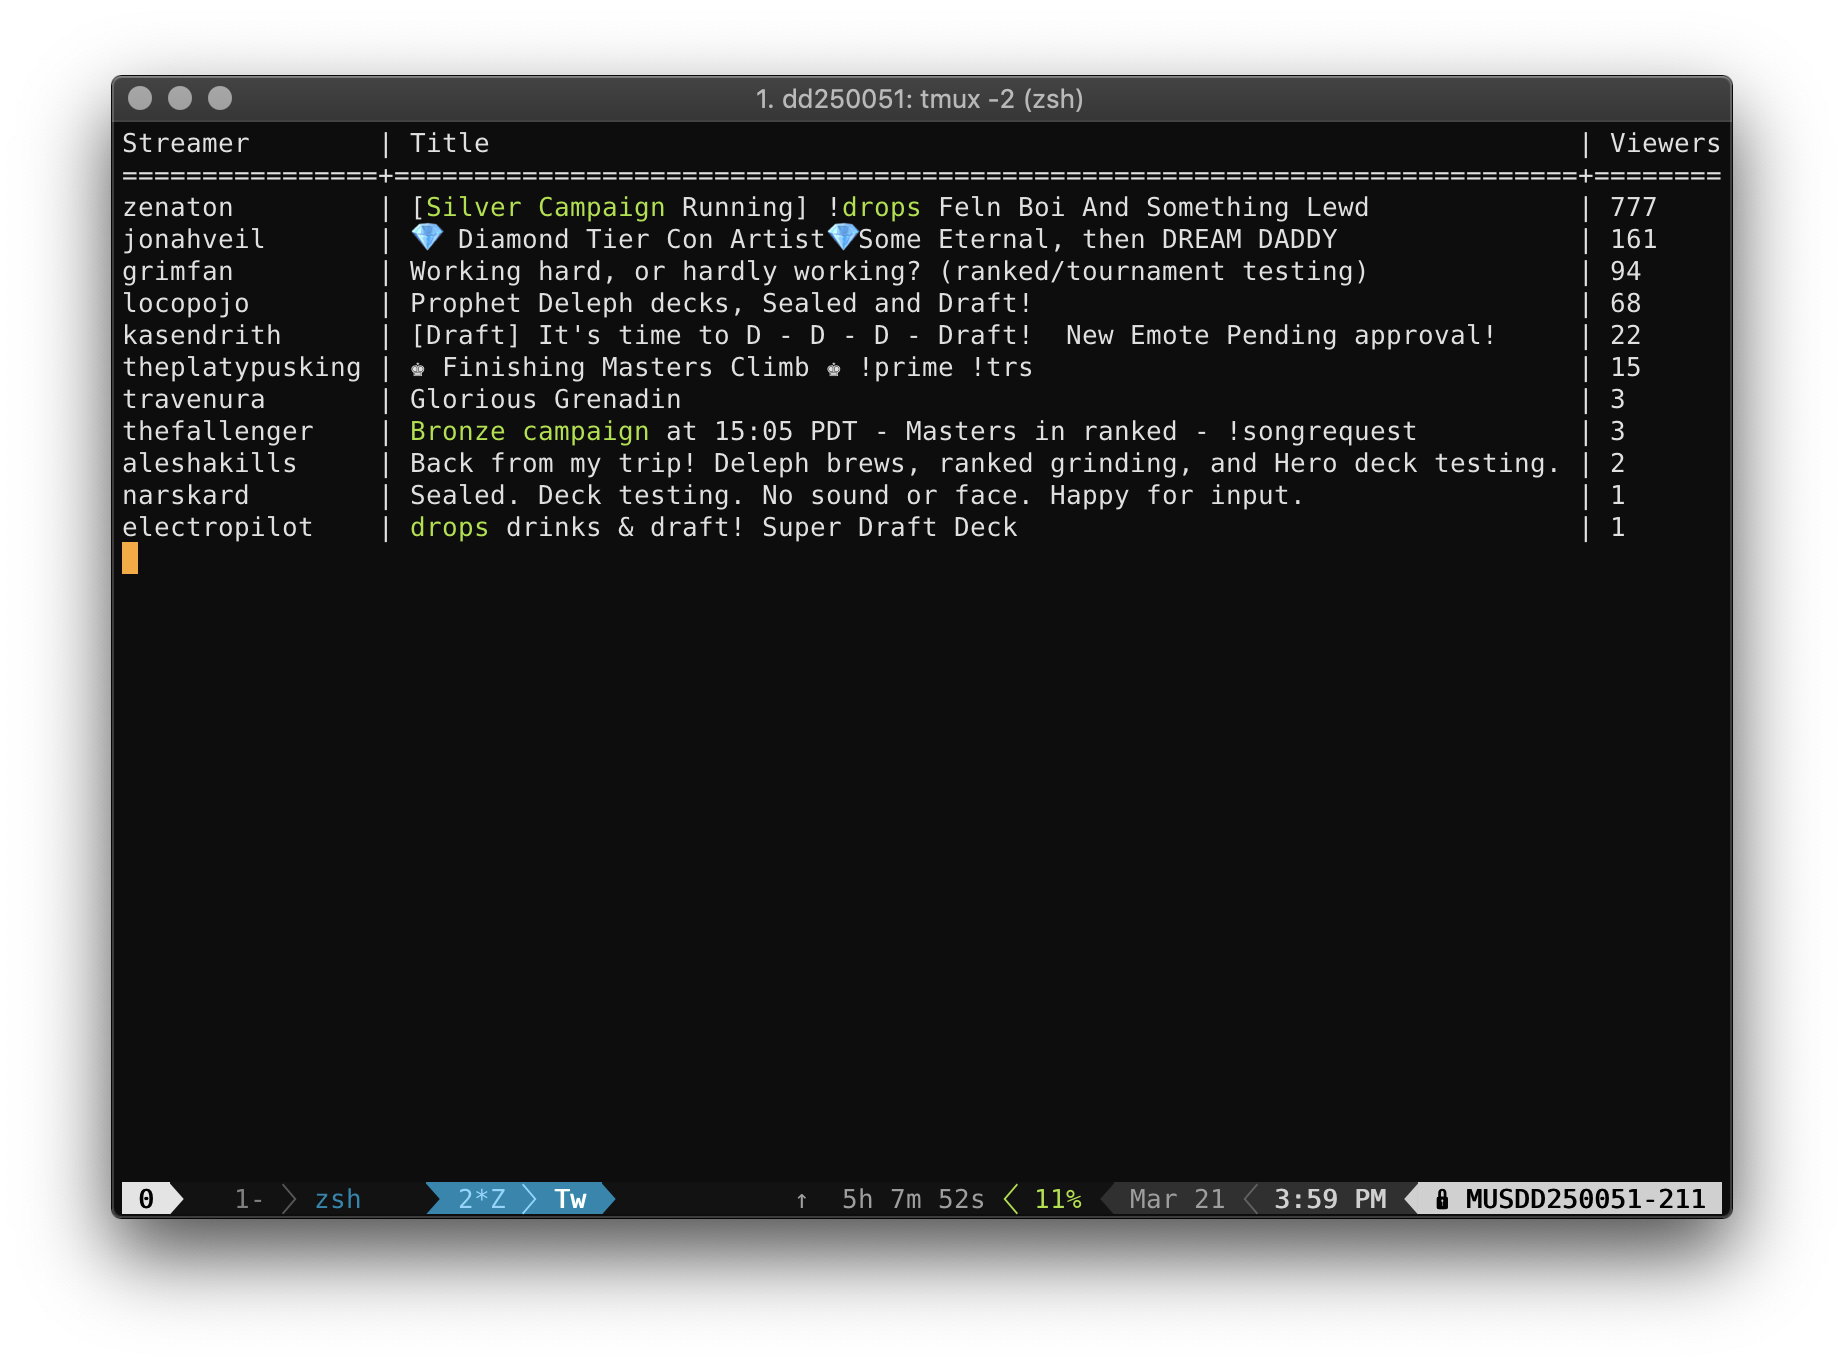 1. dd250051: tmux -2 (zsh)
Streamer        | Title                                                                    | Viewers
================+==========================================================================+========
zenaton         | [Silver Campaign Running] !drops Feln Boi And Something Lewd             | 777
jonahveil       | 💎 Diamond Tier Con Artist💎Some Eternal, then DREAM DADDY               | 161
grimfan         | Working hard, or hardly working? (ranked/tournament testing)             | 94
locopojo        | Prophet Deleph decks, Sealed and Draft!                                  | 68
kasendrith      | [Draft] It's time to D - D - D - Draft!  New Emote Pending approval!     | 22
theplatypusking | ♚ Finishing Masters Climb ♚ !prime !trs                                  | 15
travenura       | Glorious Grenadin                                                        | 3
thefallenger    | Bronze campaign at 15:05 PDT - Masters in ranked - !songrequest          | 3
aleshakills     | Back from my trip! Deleph brews, ranked grinding, and Hero deck testing. | 2
narskard        | Sealed. Deck testing. No sound or face. Happy for input.                 | 1
electropilot    | drops drinks & draft! Super Draft Deck                                   | 1
0 1- zsh 2*Z Tw ↑ 5h 7m 52s 11% Mar 21 3:59 PM 🔒 MUSDD250051-211